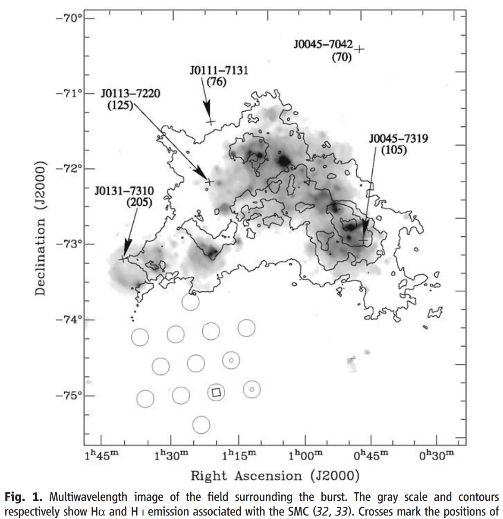 -70°
J0045-7042
(70)
J0111-7131
(76)
-71°
J0113-7220
(125)
J0045-7319
(105)
-72°
J0131-7310
(205)
-73°
-74°
-75°
Declination (J2000)
1h45m 1h30m 1h15m 1h00m 0h45m 0h30m
Right Ascension (J2000)
Fig. 1. Multiwavelength image of the field surrounding the burst. The gray scale and contours
respectively show Hα and H I emission associated with the SMC (32, 33). Crosses mark the positions of